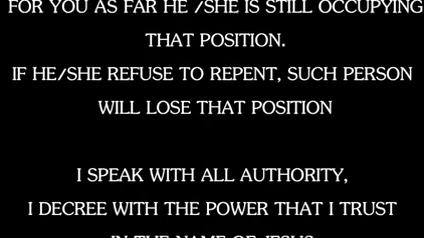 FOR YOU AS FAR HE /SHE IS STILL OCCUPYING
THAT POSITION.
IF HE/SHE REFUSE TO REPENT, SUCH PERSON
WILL LOSE THAT POSITION
I SPEAK WITH ALL AUTHORITY,
I DECREE WITH THE POWER THAT I TRUST
IN THE NAME OF JESUS